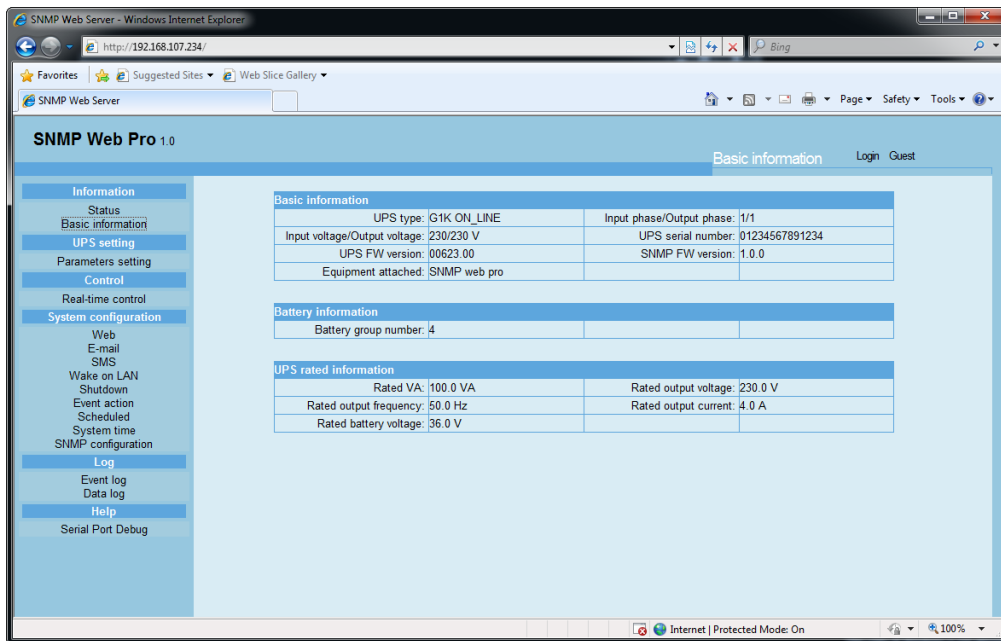 SNMP Web Server - Windows Internet Explorer
http://192.168.107.234/
Bing
Favorites Suggested Sites Web Slice Gallery
SNMP Web Server
Page Safety Tools
SNMP Web Pro 1.0
Basic information
Login Guest
Information
Status
Basic information
UPS setting
Parameters setting
Control
Real-time control
System configuration
Web
E-mail
SMS
Wake on LAN
Shutdown
Event action
Scheduled
System time
SNMP configuration
Log
Event log
Data log
Help
Serial Port Debug
Basic information
UPS type: G1K ON_LINE Input phase/Output phase: 1/1
Input voltage/Output voltage: 230/230 V UPS serial number: 01234567891234
UPS FW version: 00623.00 SNMP FW version: 1.0.0
Equipment attached: SNMP web pro
Battery information
Battery group number: 4
UPS rated information
Rated VA: 100.0 VA Rated output voltage: 230.0 V
Rated output frequency: 50.0 Hz Rated output current: 4.0 A
Rated battery voltage: 36.0 V
Internet | Protected Mode: On 100%